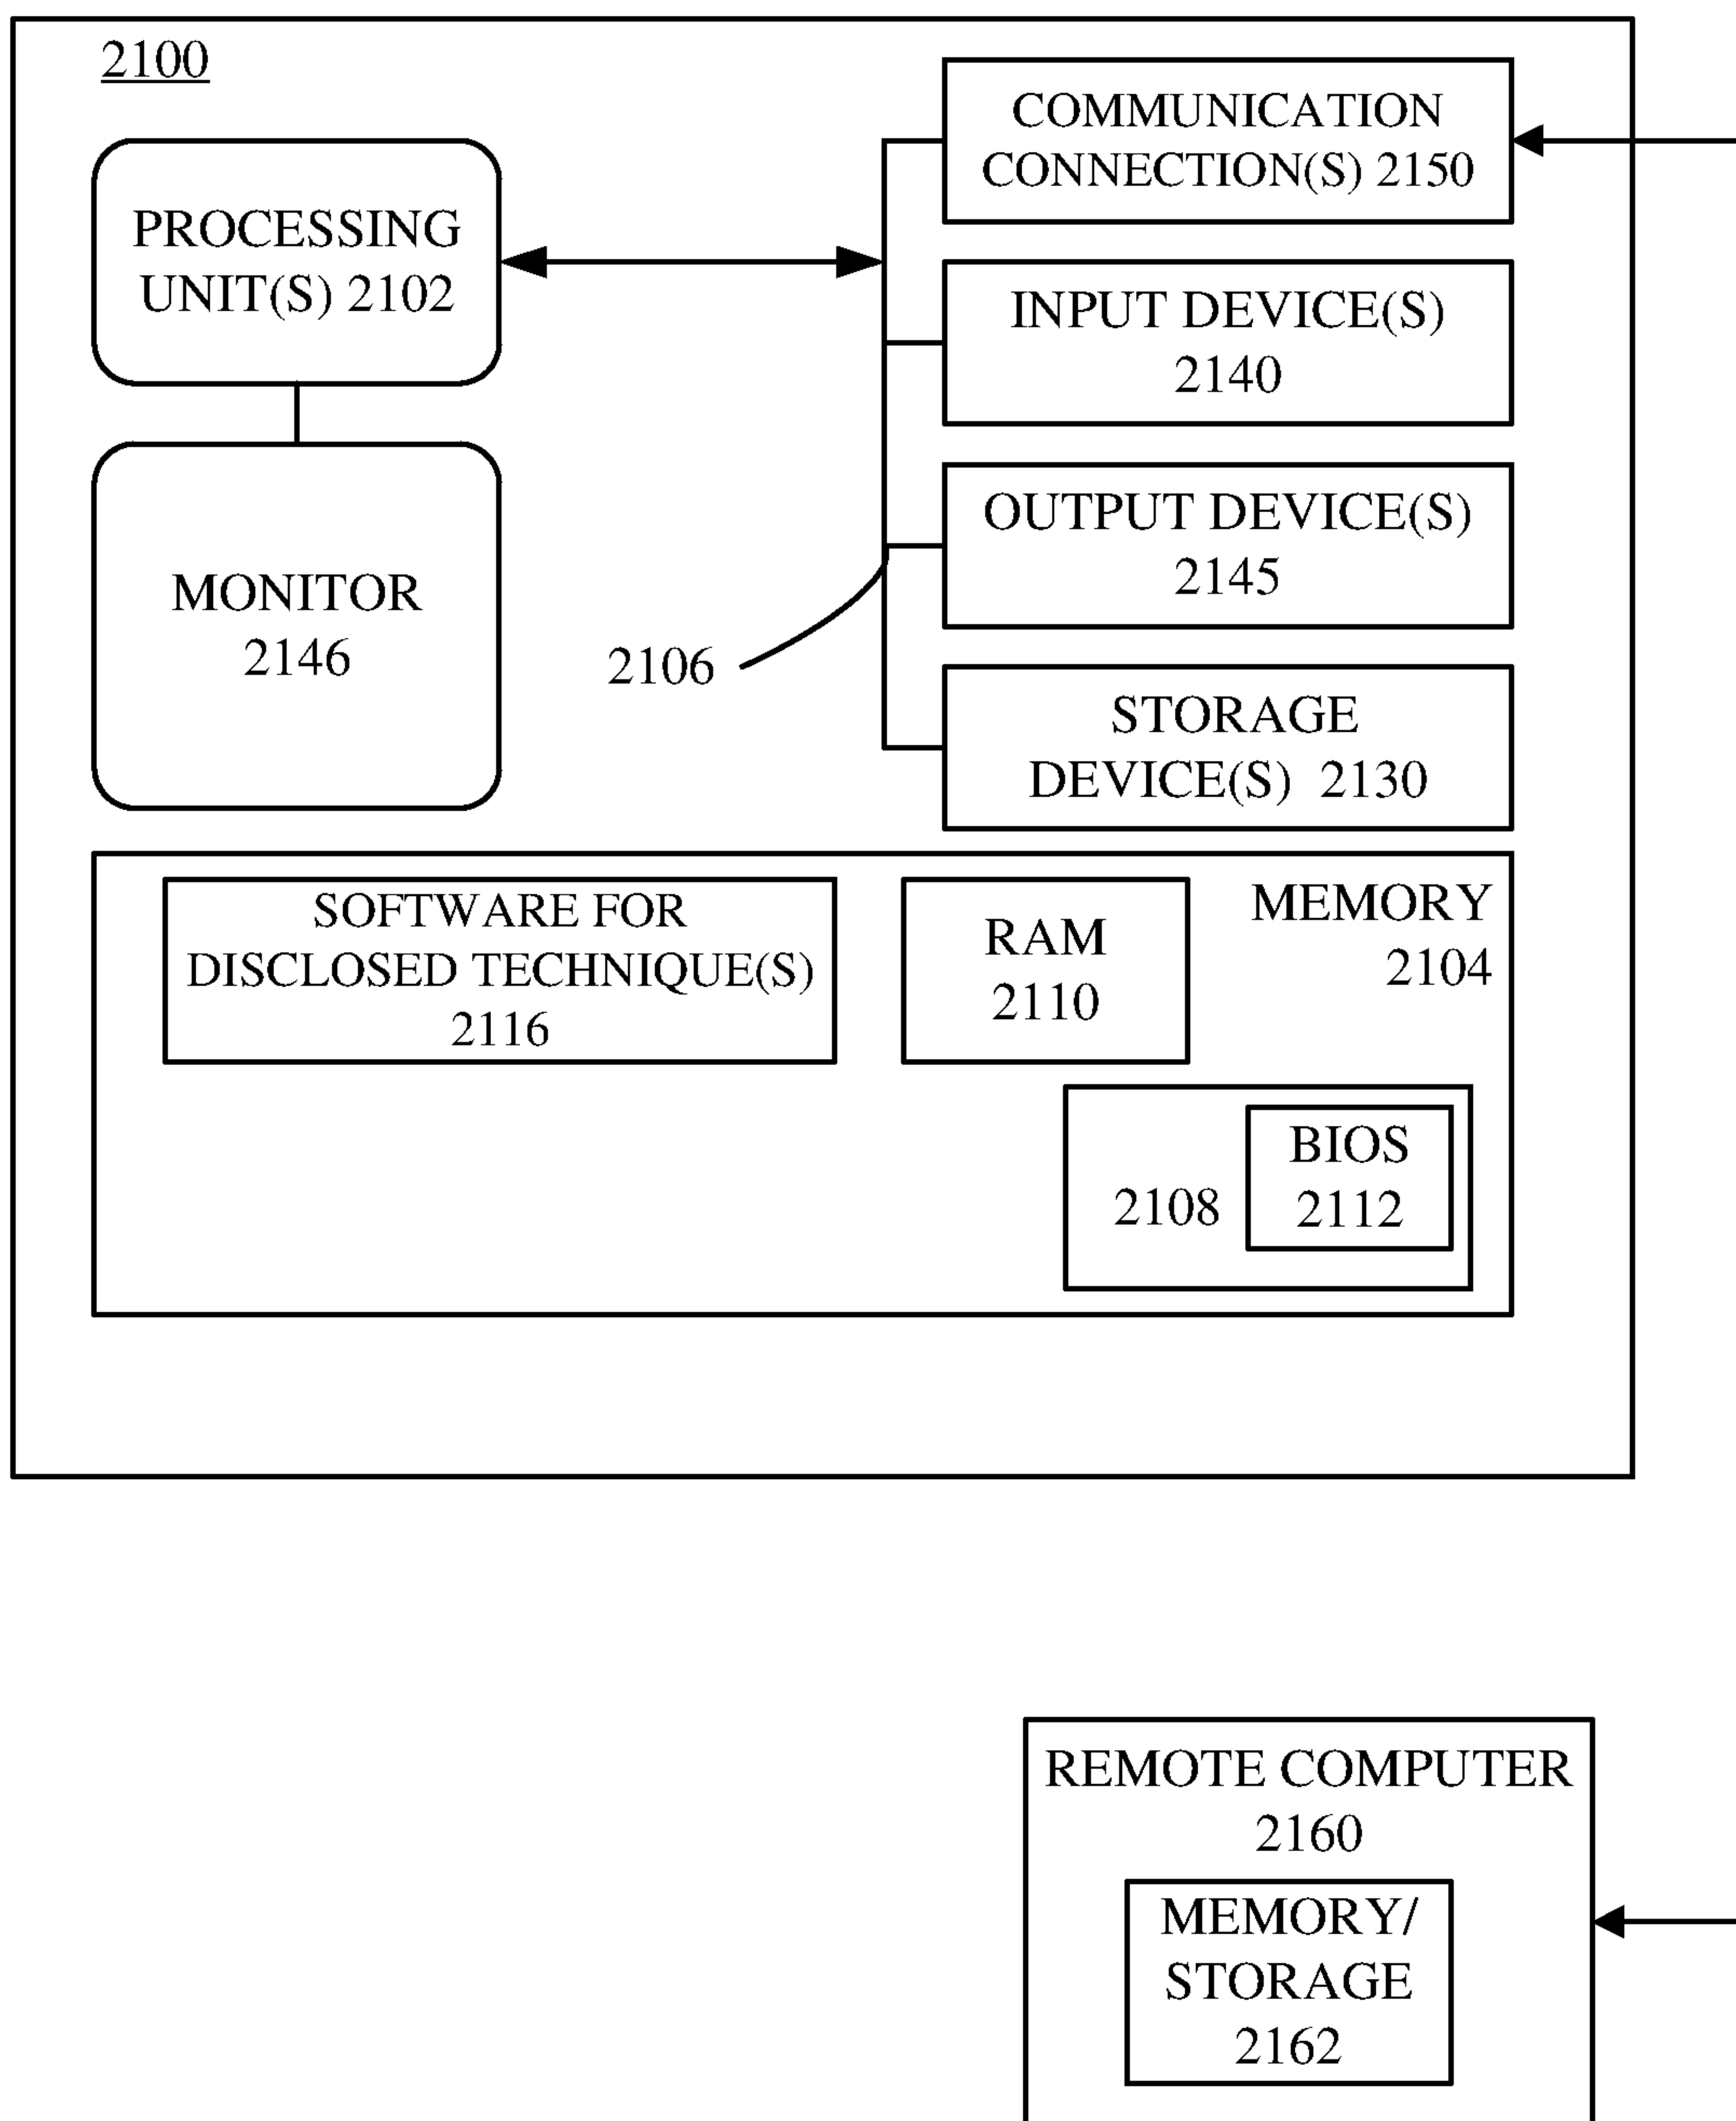 2100
COMMUNICATION
CONNECTION(S) 2150
PROCESSING
UNIT(S) 2102
INPUT DEVICE(S)
2140
OUTPUT DEVICE(S)
2145
MONITOR
2146
2106
STORAGE
DEVICE(S) 2130
SOFTWARE FOR
DISCLOSED TECHNIQUE(S)
2116
RAM
2110
MEMORY
2104
2108
BIOS
2112
REMOTE COMPUTER
2160
MEMORY/
STORAGE
2162